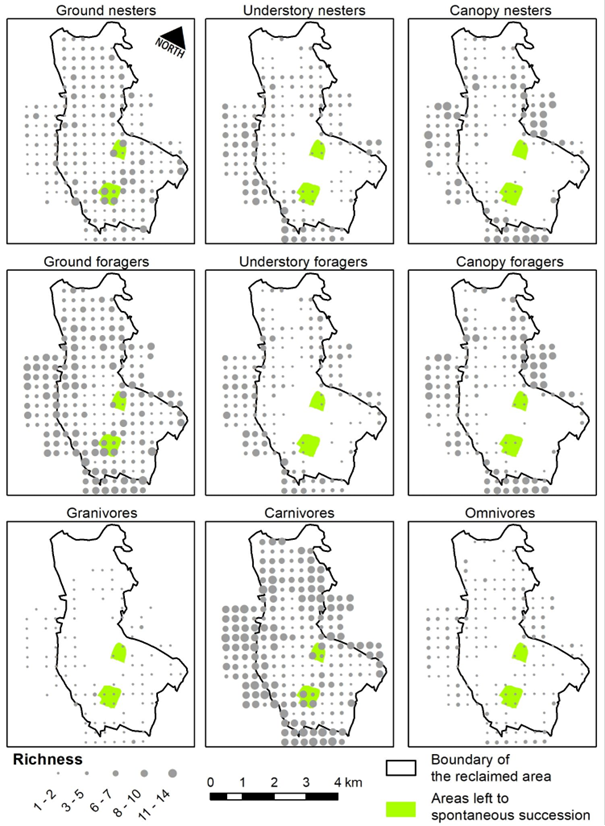 Ground nesters
Understory nesters
Canopy nesters
NORTH
Ground foragers
Understory foragers
Canopy foragers
Granivores
Carnivores
Omnivores
Richness
1 - 2
3 - 5
6 - 7
8 - 10
11 - 14
0 1 2 3 4 km
Boundary of
the reclaimed area
Areas left to
spontaneous succession